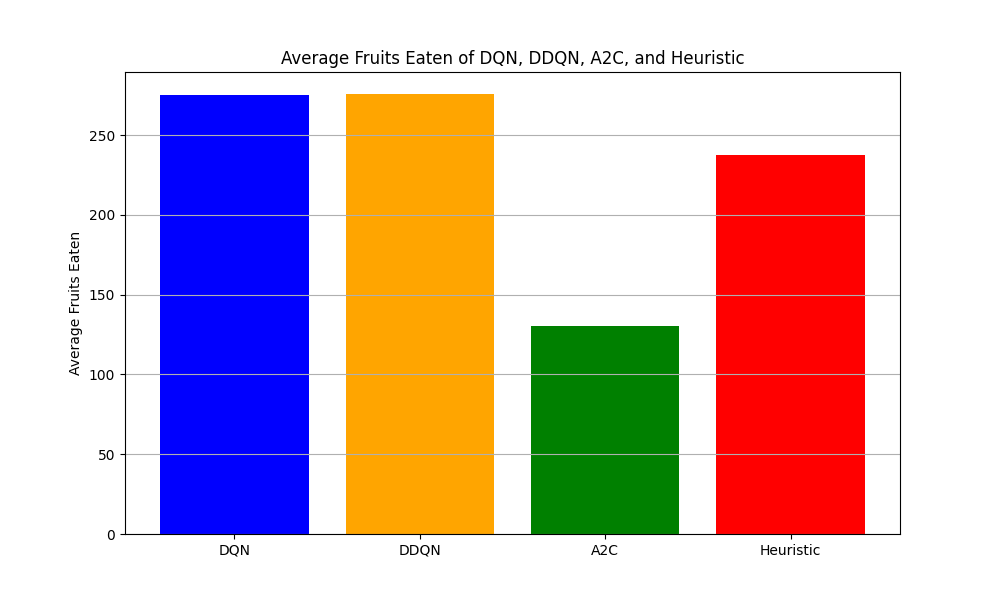 Average Fruits Eaten of DQN, DDQN, A2C, and Heuristic
Average Fruits Eaten
250
200
150
100
50
0
DQN DDQN A2C Heuristic